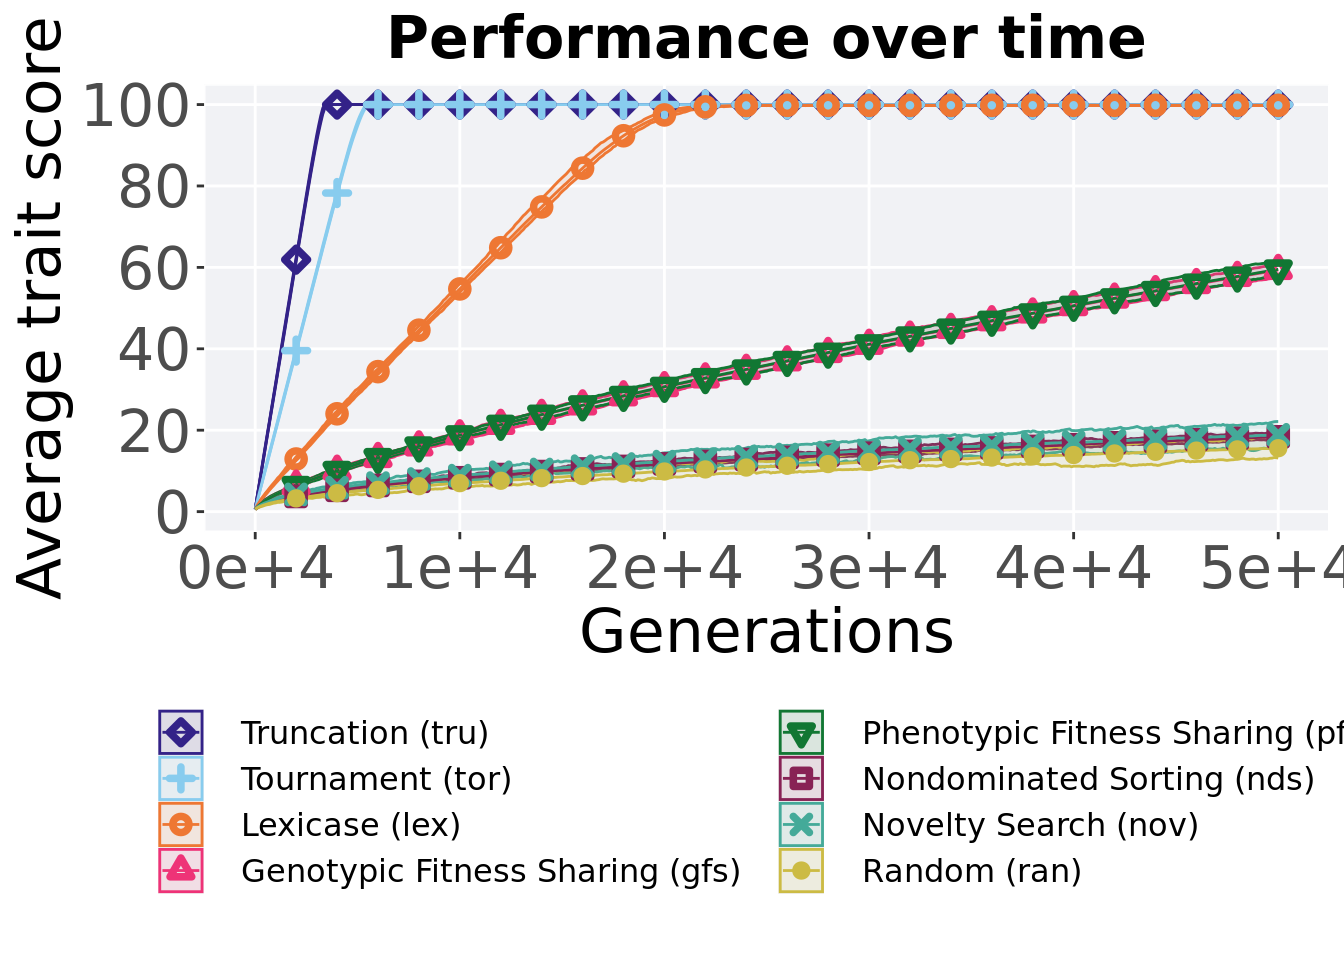 Performance over time
Average trait score
100
80
60
40
20
0
0e+4 1e+4 2e+4 3e+4 4e+4 5e+4
Generations
Truncation (tru)
Tournament (tor)
Lexicase (lex)
Genotypic Fitness Sharing (gfs)
Phenotypic Fitness Sharing (pf
Nondominated Sorting (nds)
Novelty Search (nov)
Random (ran)